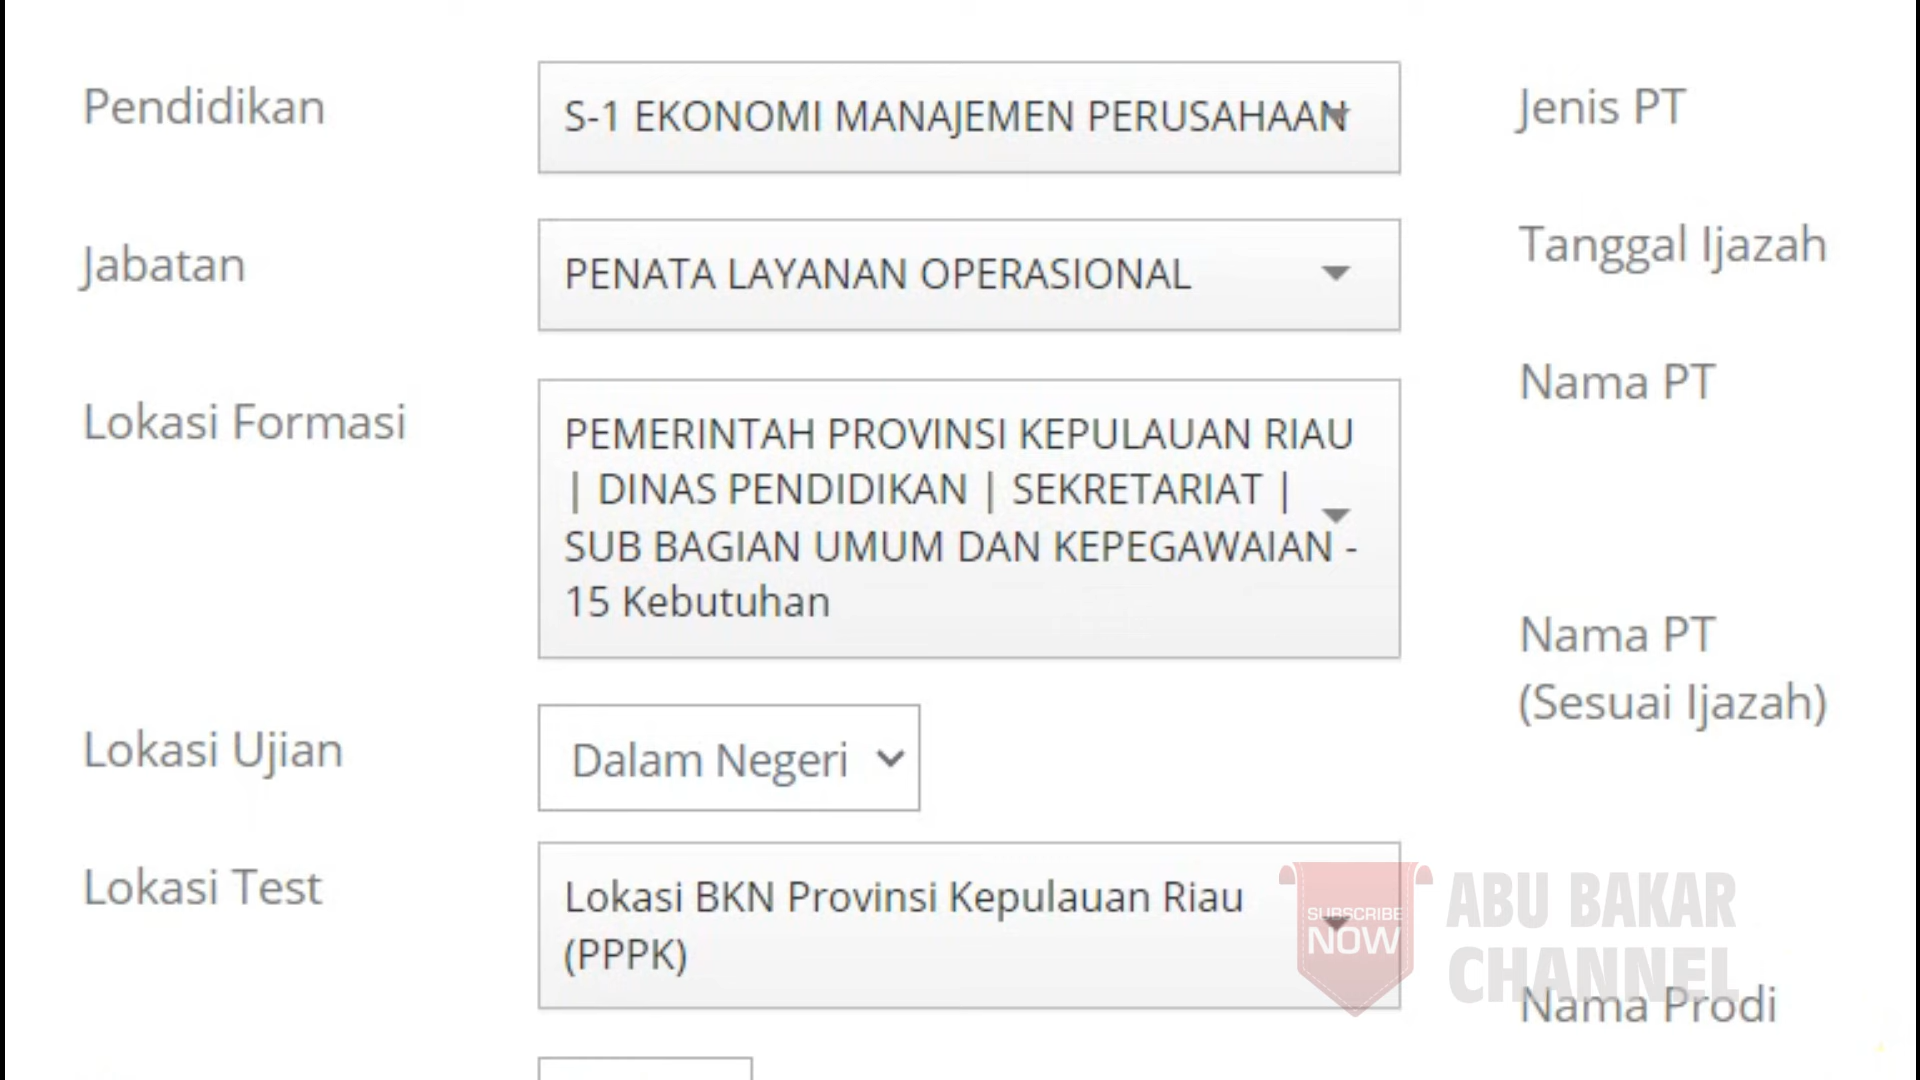 Pendidikan
S-1 EKONOMI MANAJEMEN PERUSAHAAN
Jabatan
PENATA LAYANAN OPERASIONAL
Lokasi Formasi
PEMERINTAH PROVINSI KEPULAUAN RIAU
| DINAS PENDIDIKAN | SEKRETARIAT |
SUB BAGIAN UMUM DAN KEPEGAWAIAN -
15 Kebutuhan
Lokasi Ujian
Dalam Negeri
Lokasi Test
Lokasi BKN Provinsi Kepulauan Riau
(PPPK)
Jenis PT
Tanggal Ijazah
Nama PT
Nama PT
(Sesuai Ijazah)
Nama Prodi
SUBSCRIBE
NOW
ABU BAKAR
CHANNEL